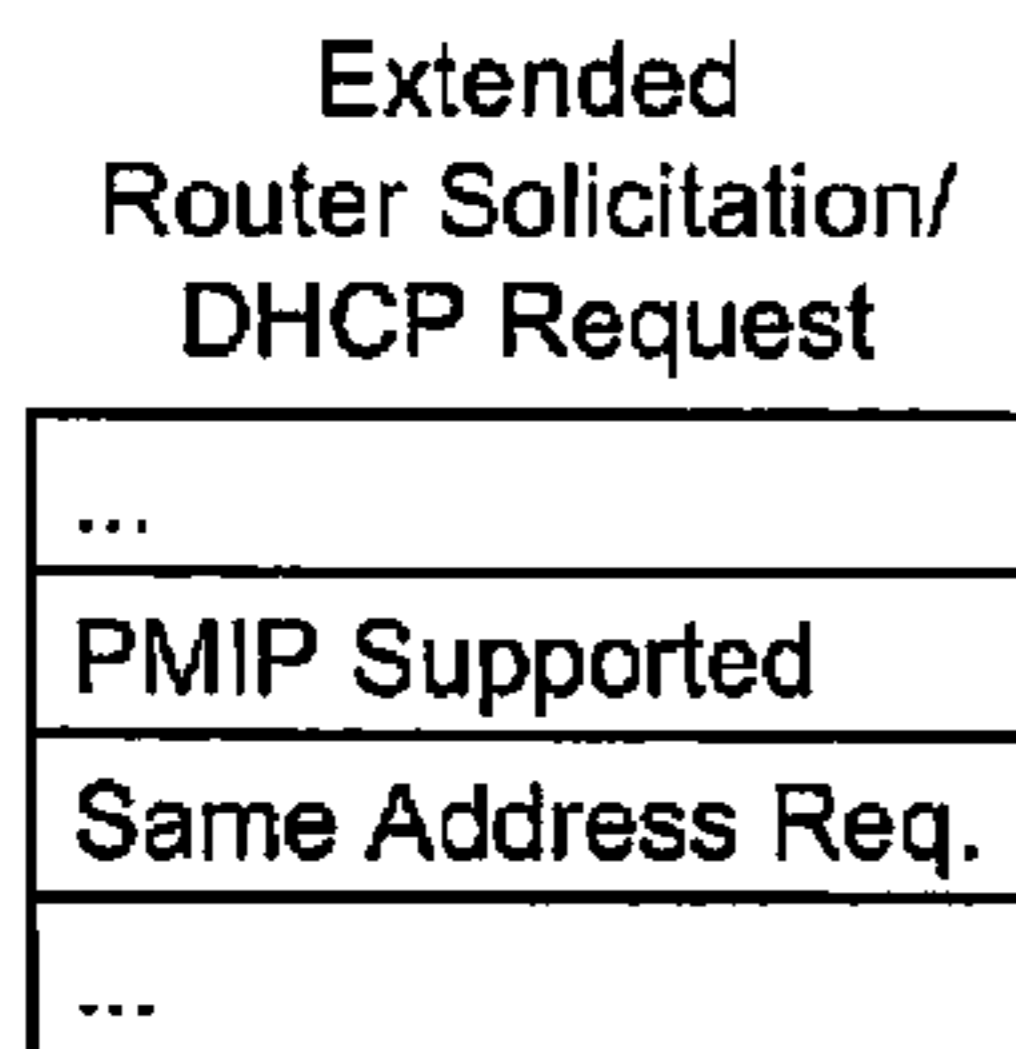 Extended
Router Solicitation/
DHCP Request
...
PMIP Supported
Same Address Req.
...